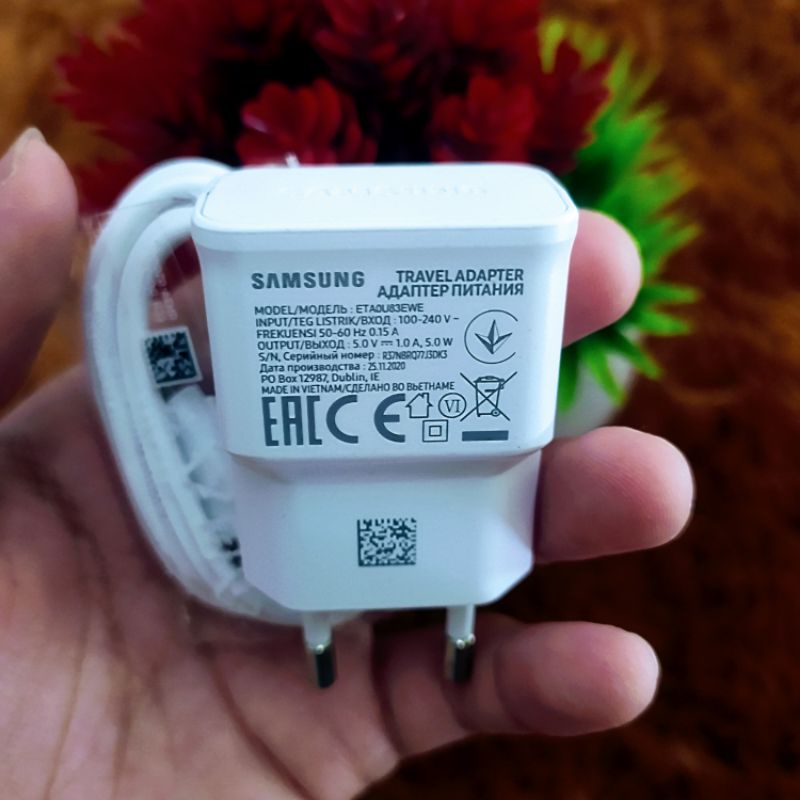 SAMSUNG TRAVEL ADAPTER
АДАПТЕР ПИТАНИЯ
MODEL/МОДЕЛЬ : ETA0U83EWE
INPUT/TEG LISTRIK/ВХОД : 100-240 V ~
FREKUENSI 50-60 Hz 0.15 A
OUTPUT/ВЫХОД : 5.0 V ⎓ 1.0 A, 5.0 W
S/N, Серийный номер : R37N8RQ77J3DK3
Дата производства : 25.11.2020
PO Box 12987, Dublin, IE
MADE IN VIETNAM/СДЕЛАНО ВО ВЬЕТНАМЕ
EAC CE VI